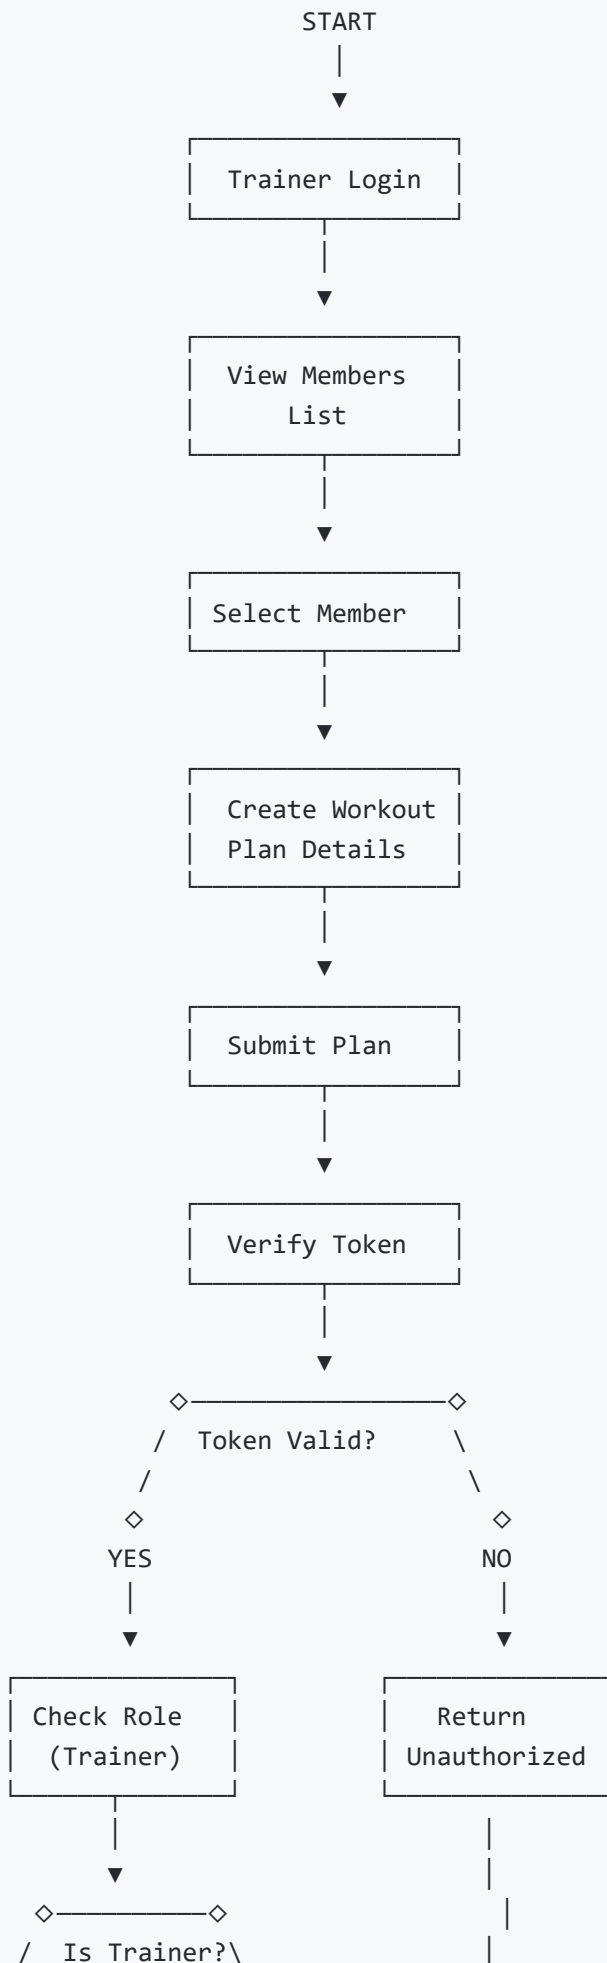 START
Trainer Login
View Members
List
Select Member
Create Workout
Plan Details
Submit Plan
Verify Token
Token Valid?
YES NO
Check Role Return
(Trainer) Unauthorized
Is Trainer?